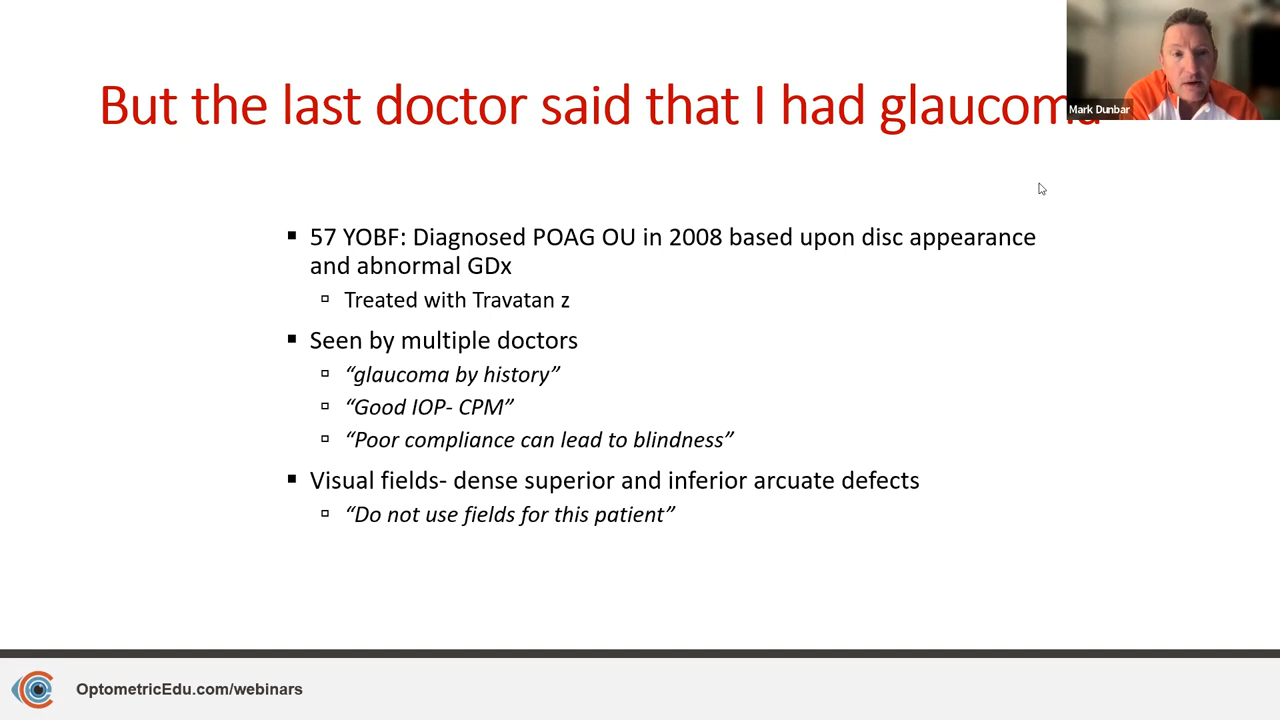 But the last doctor said that I had glaucoma
Mark Dunbar
▪ 57 YOBF: Diagnosed POAG OU in 2008 based upon disc appearance
and abnormal GDx
▫ Treated with Travatan z
▪ Seen by multiple doctors
▫ “glaucoma by history”
▫ “Good IOP- CPM”
▫ “Poor compliance can lead to blindness”
▪ Visual fields- dense superior and inferior arcuate defects
▫ “Do not use fields for this patient”
OptometricEdu.com/webinars